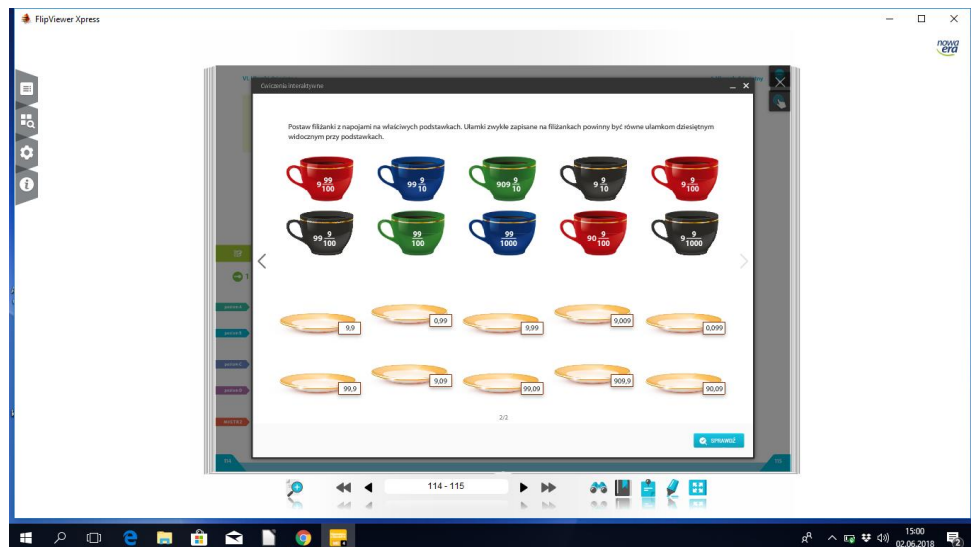 FlipViewer Xpress
nowa
era
VI.
Ćwiczenia interaktywne
Postaw filiżanki z napojami na właściwych podstawkach. Ułamki zwykłe zapisane na filiżankach powinny być równe ułamkom dziesiętnym
widocznym przy podstawkach.
9 99/100 99 9/10 909 9/10 9 9/10 9 9/100
99 9/100 99/100 99/1000 90 9/100 9 9/1000
9,9 0,99 9,99 9,009 0,099
99,9 9,09 99,09 909,9 90,09
2/3
SPRAWDŹ
114
114 - 115
15:00
02.06.2018
2